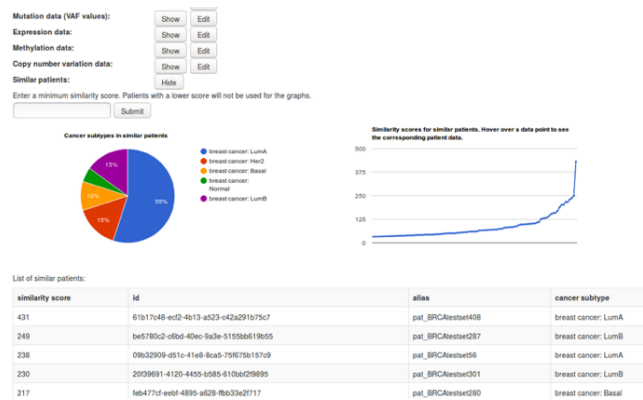 Mutation data (VAF values): Show Edit
Expression data: Show Edit
Methylation data: Show Edit
Copy number variation data: Show Edit
Similar patients: Hide
Enter a minimum similarity score. Patients with a lower score will not be used for the graphs.
Submit
Cancer subtypes in similar patients
15%
10%
15%
55%
breast cancer: LumA
breast cancer: Her2
breast cancer: Basal
breast cancer:
Normal
breast cancer: LumB
Similarity scores for similar patients. Hover over a data point to see
the corresponding patient data.
500
375
250
125
0
List of similar patients:
similarity score id alias cancer subtype
431 61b17c48-ecf2-4b13-a523-c42a291b75c7 pat_BRCAtestset408 breast cancer: LumA
249 be5780c2-c6bd-40ec-9a3e-5155bb619b55 pat_BRCAtestset287 breast cancer: LumB
238 09b32909-d51c-41e8-8ca5-75f675b157c9 pat_BRCAtestset56 breast cancer: LumA
230 20f39691-4120-4455-b585-610bbf2f9895 pat_BRCAtestset301 breast cancer: LumB
217 feb477cf-eebf-4895-a628-ffbb33e2f717 pat_BRCAtestset280 breast cancer: Basal